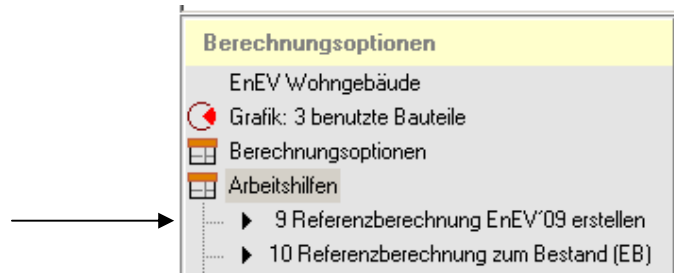 Berechnungsoptionen
EnEV Wohngebäude
Grafik: 3 benutzte Bauteile
Berechnungsoptionen
Arbeitshilfen
9 Referenzberechnung EnEV´09 erstellen
10 Referenzberechnung zum Bestand (EB)